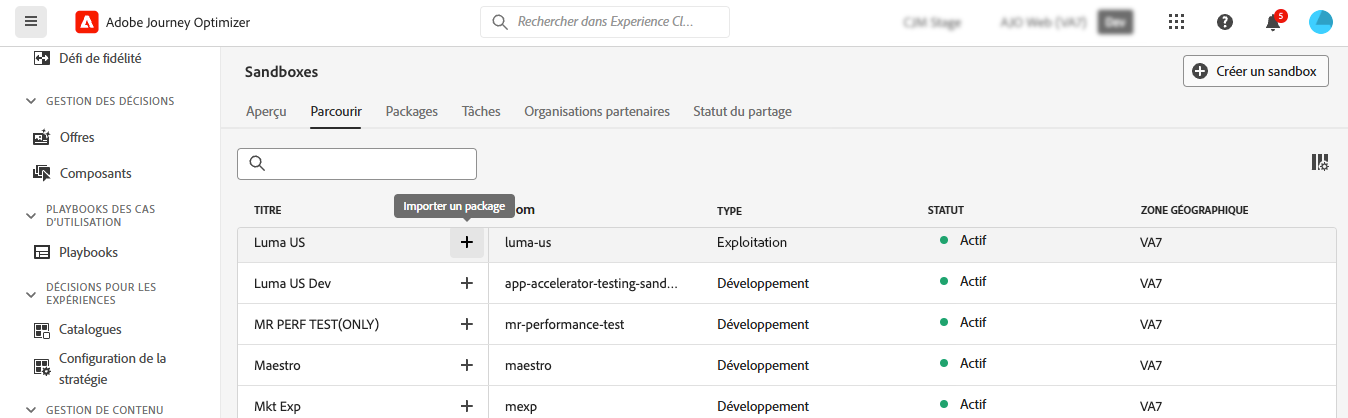 Adobe Journey Optimizer
Rechercher dans Experience Cl...
CJM Stage
AJO Web (VA7)
Dev
5
Défi de fidélité
GESTION DES DÉCISIONS
Offres
Composants
PLAYBOOKS DES CAS
D'UTILISATION
Playbooks
DÉCISIONS POUR LES
EXPÉRIENCES
Catalogues
Configuration de la
stratégie
GESTION DE CONTENU
Sandboxes
Créer un sandbox
Aperçu Parcourir Packages Tâches Organisations partenaires Statut du partage
Importer un package
TITRE om TYPE STATUT ZONE GÉOGRAPHIQUE
Luma US luma-us Exploitation Actif VA7
Luma US Dev app-accelerator-testing-sand... Développement Actif VA7
MR PERF TEST(ONLY) mr-performance-test Développement Actif VA7
Maestro maestro Développement Actif VA7
Mkt Exp mexp Développement Actif VA7